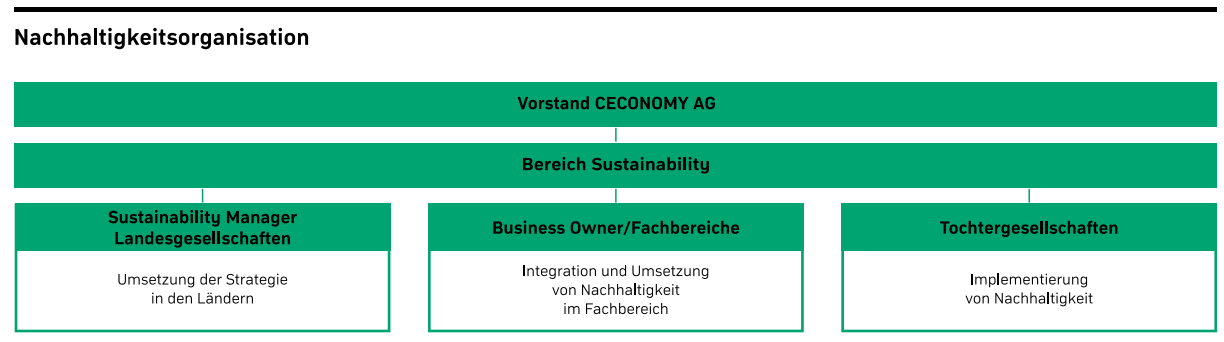 Nachhaltigkeitsorganisation
Vorstand CECONOMY AG
Bereich Sustainability
Sustainability Manager
Landesgesellschaften
Umsetzung der Strategie
in den Ländern
Business Owner/Fachbereiche
Integration und Umsetzung
von Nachhaltigkeit
im Fachbereich
Tochtergesellschaften
Implementierung
von Nachhaltigkeit